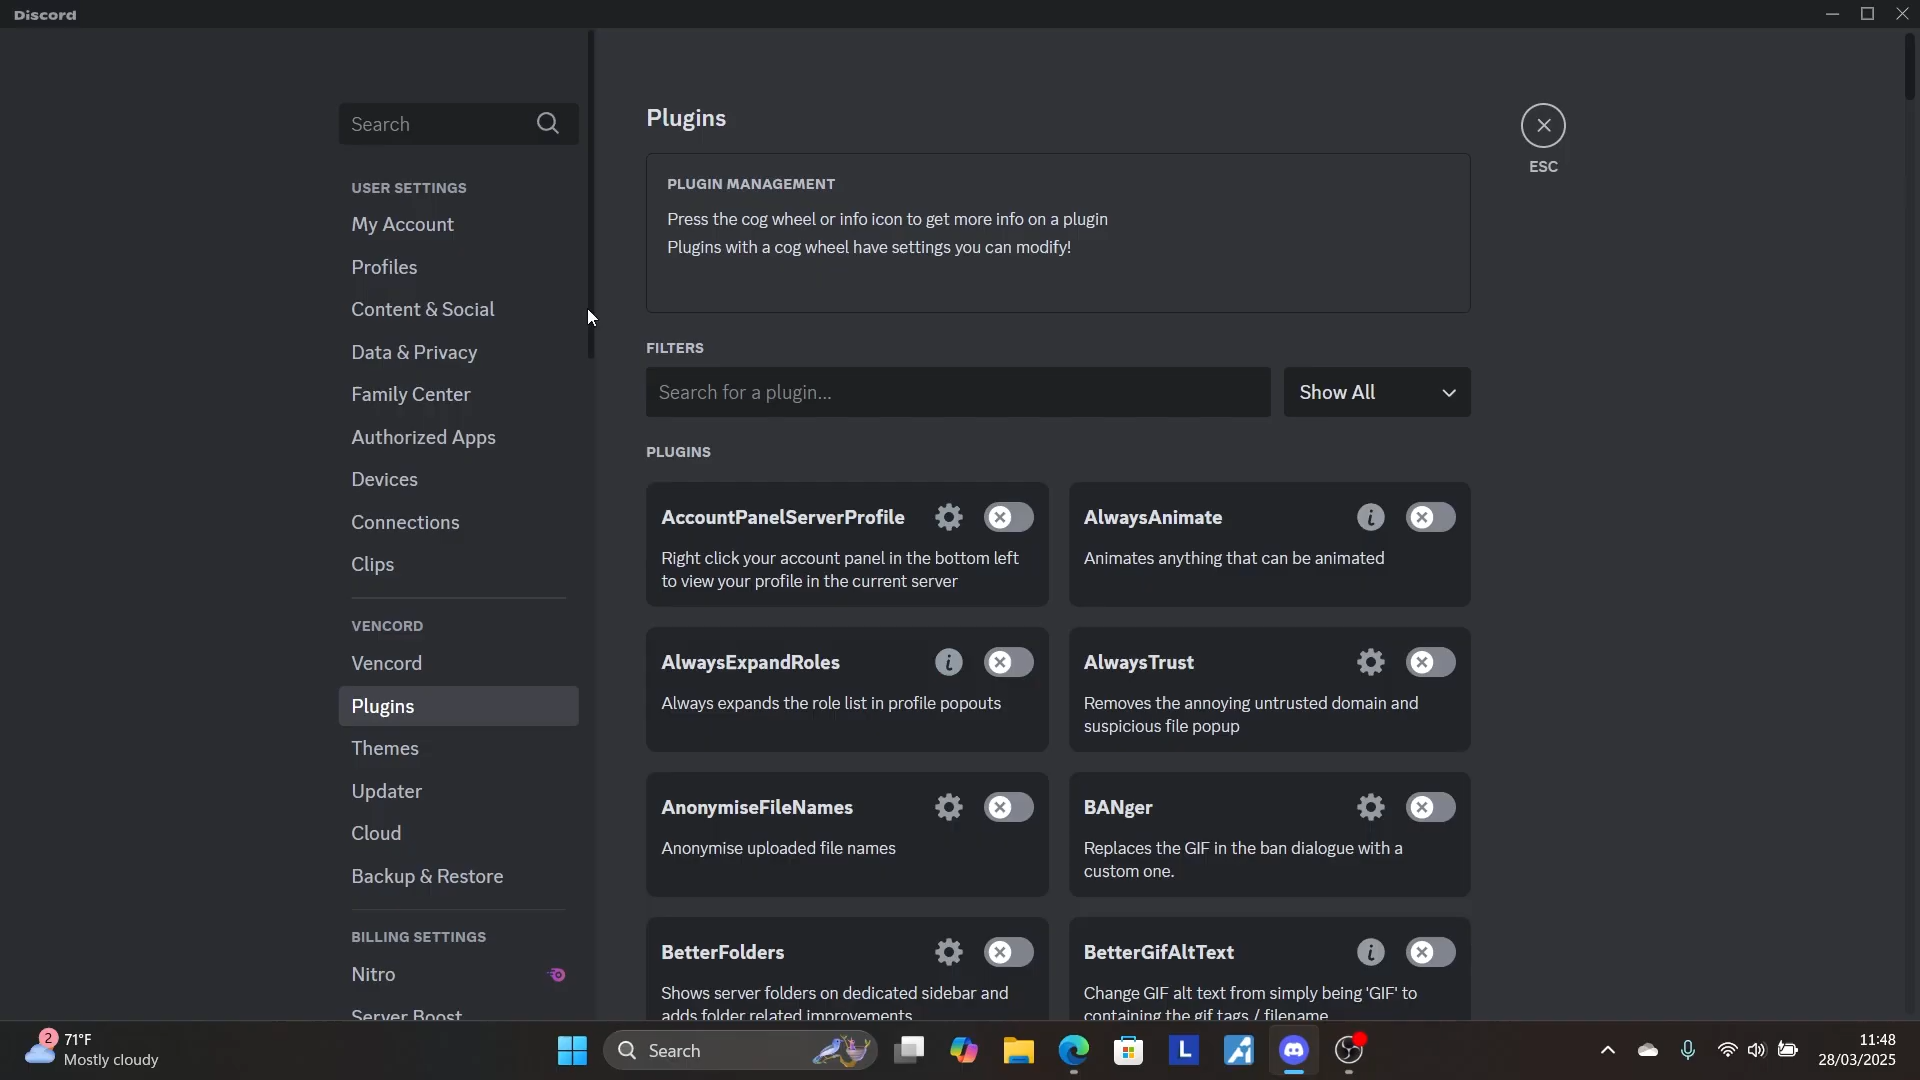 Discord
Search
USER SETTINGS
My Account
Profiles
Content & Social
Data & Privacy
Family Center
Authorized Apps
Devices
Connections
Clips
VENCORD
Vencord
Plugins
Themes
Updater
Cloud
Backup & Restore
BILLING SETTINGS
Nitro
Server Boost
Plugins
PLUGIN MANAGEMENT
Press the cog wheel or info icon to get more info on a plugin
Plugins with a cog wheel have settings you can modify!
ESC
FILTERS
Search for a plugin...
Show All
PLUGINS
AccountPanelServerProfile
Right click your account panel in the bottom left
to view your profile in the current server
AlwaysAnimate
Animates anything that can be animated
AlwaysExpandRoles
Always expands the role list in profile popouts
AlwaysTrust
Removes the annoying untrusted domain and
suspicious file popup
AnonymiseFileNames
Anonymise uploaded file names
BANger
Replaces the GIF in the ban dialogue with a
custom one.
BetterFolders
Shows server folders on dedicated sidebar and
adds folder related improvements
BetterGifAltText
Change GIF alt text from simply being 'GIF' to
containing the gif tags / filename
2
71°F
Mostly cloudy
Search
L
11:48
28/03/2025